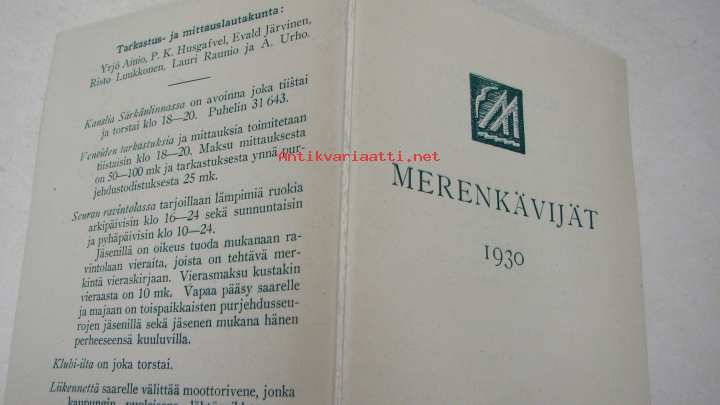 Tarkastus- ja mittauslautakunta:
Yrjö Ainio, P. K. Husgafvel, Evald Järvinen,
Risto Luukkonen, Lauri Raunio ja A. Urho.
Kanslia Särkänlinnassa on avoinna joka tiistai
ja torstai klo 18—20. Puhelin 31 643.
Veneiden tarkastuksia ja mittauksia toimitetaan
tiistaisin klo 18—20. Maksu mittauksesta
on 50—100 mk ja tarkastuksesta ynnä pur-
jehdustodistuksesta 25 mk.
Seuran ravintolassa tarjoillaan lämpimiä ruokia
arkipäivisin klo 16—24 sekä sunnuntaisin
ja pyhäpäivisin klo 10—24.
Jäsenillä on oikeus tuoda mukanaan ra-
vintolaan vieraita, joista on tehtävä mer-
kintä vieraskirjaan. Vierasmaksu kustakin
vieraasta on 10 mk. Vapaa pääsy saarelle
ja majaan on toispaikkaisten purjehdusseu-
rojen jäsenillä sekä jäsenen mukana hänen
perheeseensä kuuluvilla.
Klubi-ilta on joka torstai.
Liikennettä saarelle välittää moottorivene, jonka
Antikvariaatti.net
M
MERENKÄVIJÄT
1930